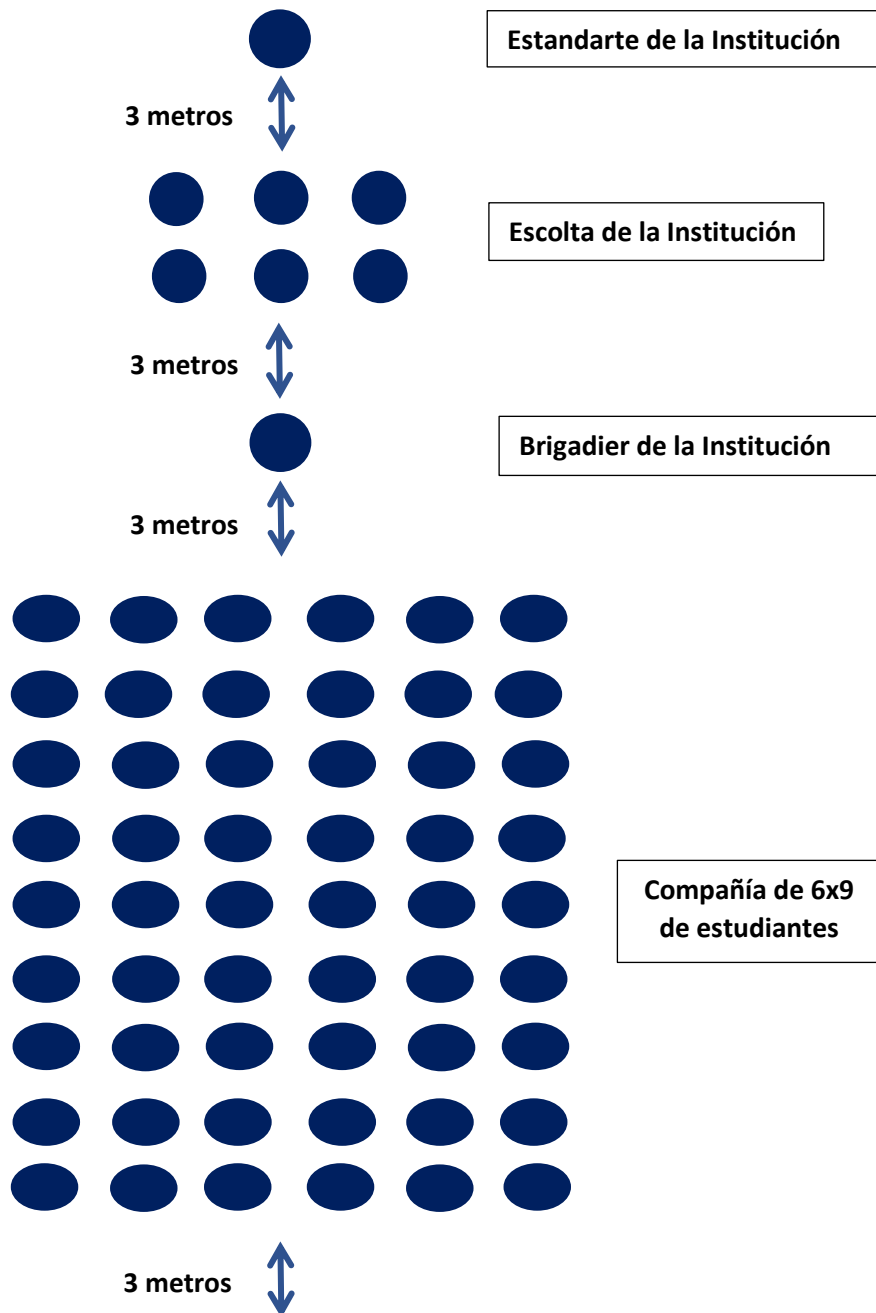 Estandarte de la Institución
3 metros
Escolta de la Institución
3 metros
Brigadier de la Institución
3 metros
Compañía de 6x9
de estudiantes
3 metros